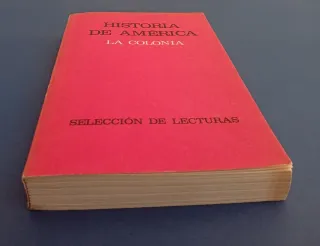 HISTORIA
DE AMÉRICA
LA COLONIA
SELECCIÓN DE LECTURAS